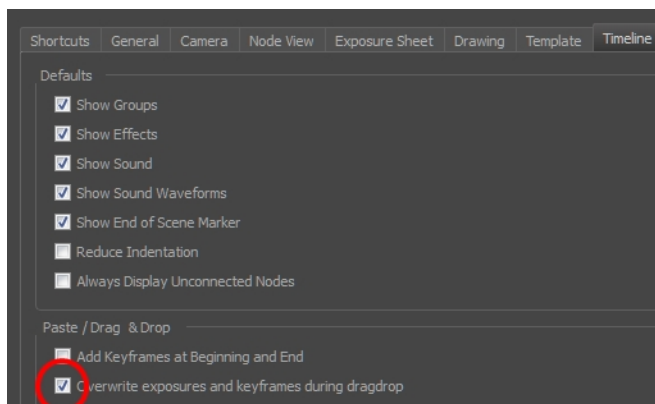 Shortcuts General Camera Node View Exposure Sheet Drawing Template Timeline
Defaults
Show Groups
Show Effects
Show Sound
Show Sound Waveforms
Show End of Scene Marker
Reduce Indentation
Always Display Unconnected Nodes
Paste / Drag & Drop
Add Keyframes at Beginning and End
Overwrite exposures and keyframes during dragdrop